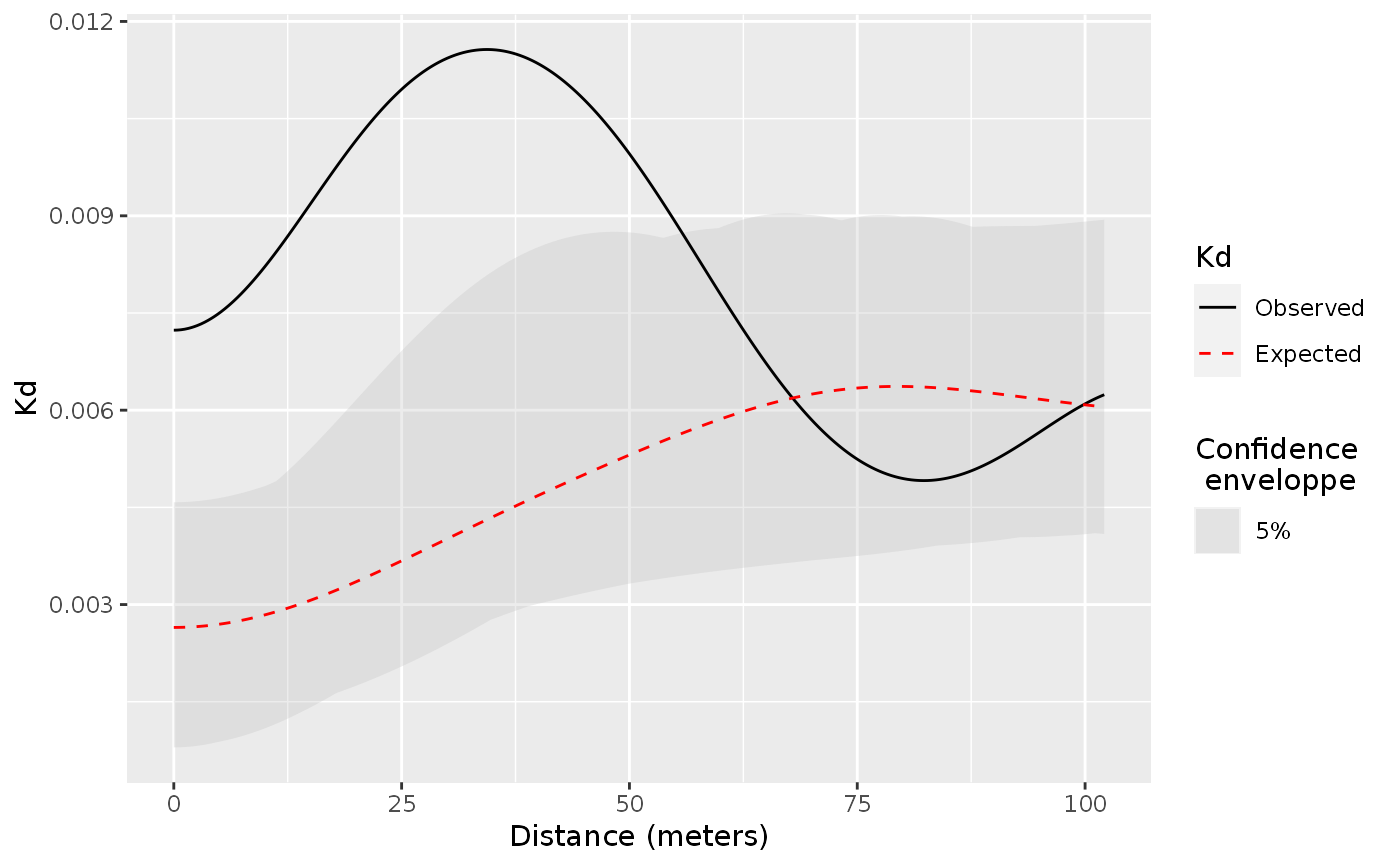 0.012
0.009
0.006
0.003
Kd
0
25
50
75
100
Distance (meters)
Kd
Observed
Expected
Confidence
enveloppe
5%